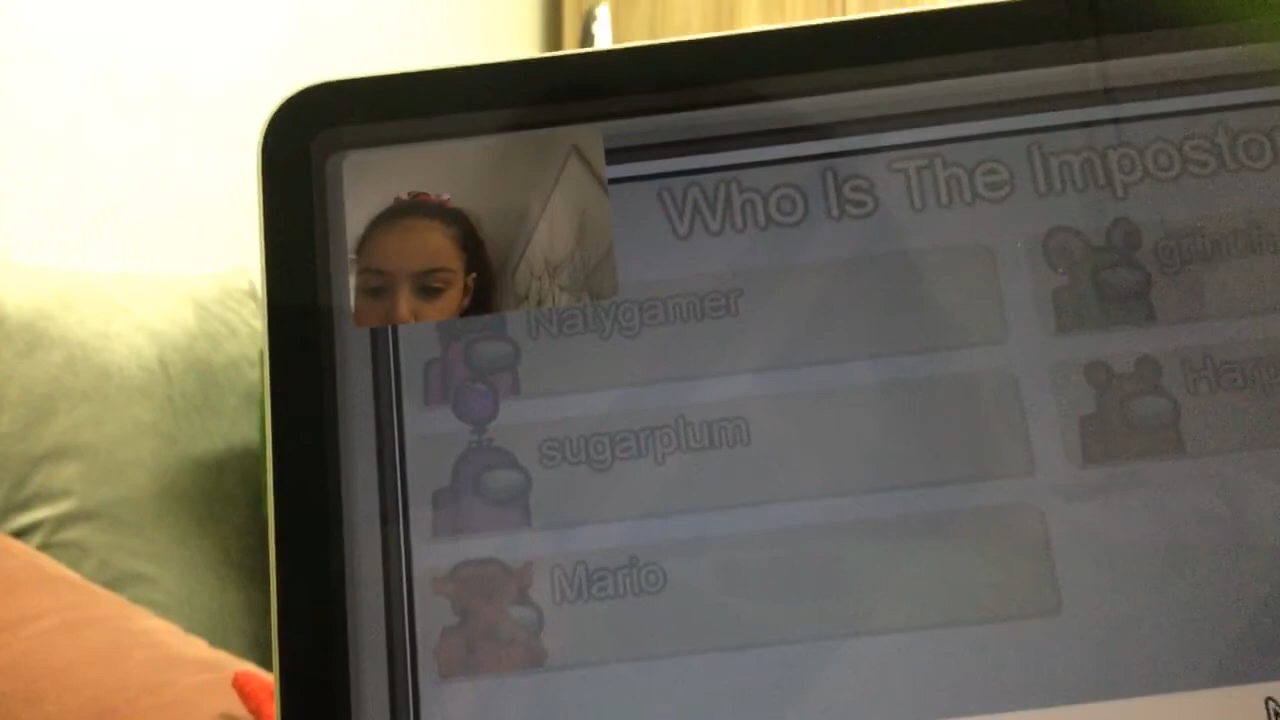 Who Is The Impostor
Natygamer
sugarplum
Mario